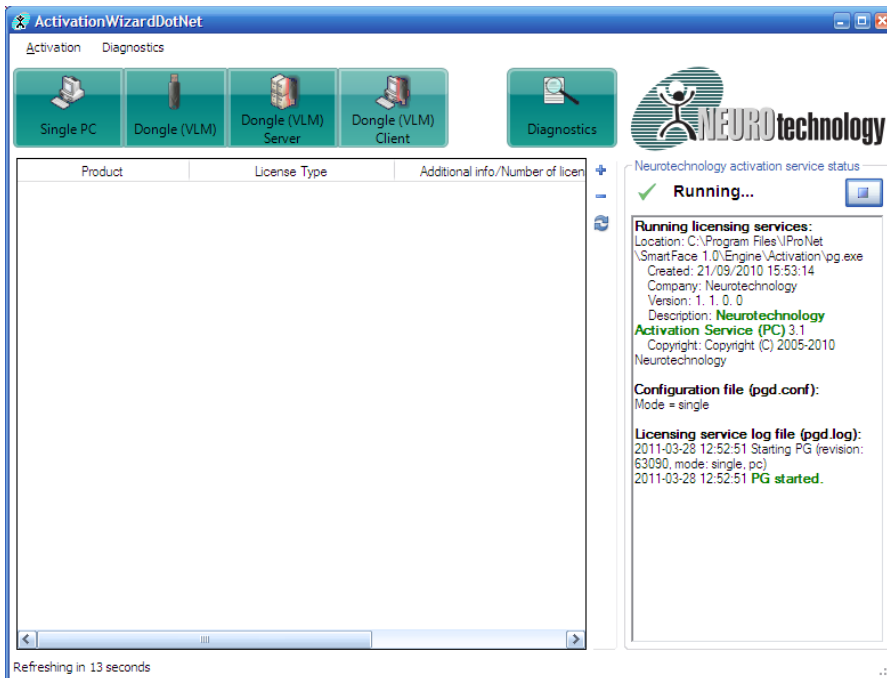 ActivationWizardDotNet
Activation Diagnostics
Single PC
Dongle (VLM)
Dongle (VLM)
Server
Dongle (VLM)
Client
Diagnostics
NEUROtechnology
Product License Type Additional info/Number of licen
Neurotechnology activation service status
Running...
Running licensing services:
Location: C:\Program Files\IProNet
\SmartFace 1.0\Engine\Activation\pg.exe
Created: 21/09/2010 15:53:14
Company: Neurotechnology
Version: 1. 1. 0. 0
Description: Neurotechnology
Activation Service (PC) 3.1
Copyright: Copyright (C) 2005-2010
Neurotechnology
Configuration file (pgd.conf):
Mode = single
Licensing service log file (pgd.log):
2011-03-28 12:52:51 Starting PG (revision:
63090, mode: single, pc)
2011-03-28 12:52:51 PG started.
Refreshing in 13 seconds